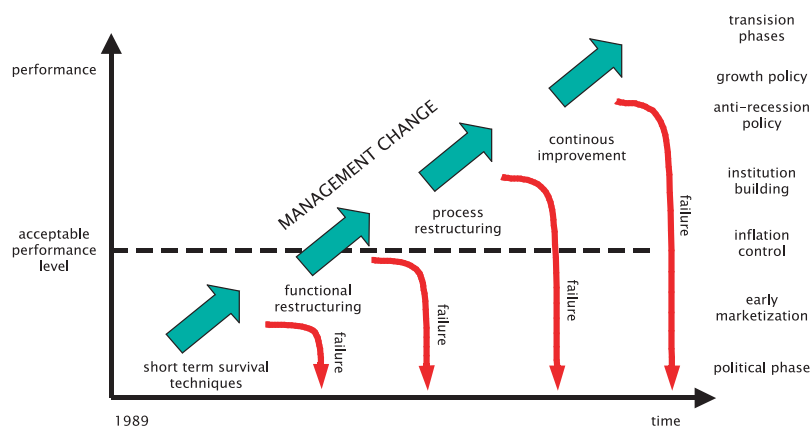 transision
phases
performance
growth policy
anti-recession
policy
MANAGEMENT CHANGE
continous
improvement
institution
building
process
restructuring
failure
acceptable
performance
level
inflation
control
functional
restructuring
failure
failure
early
marketization
failure
short term survival
techniques
political phase
1989
time